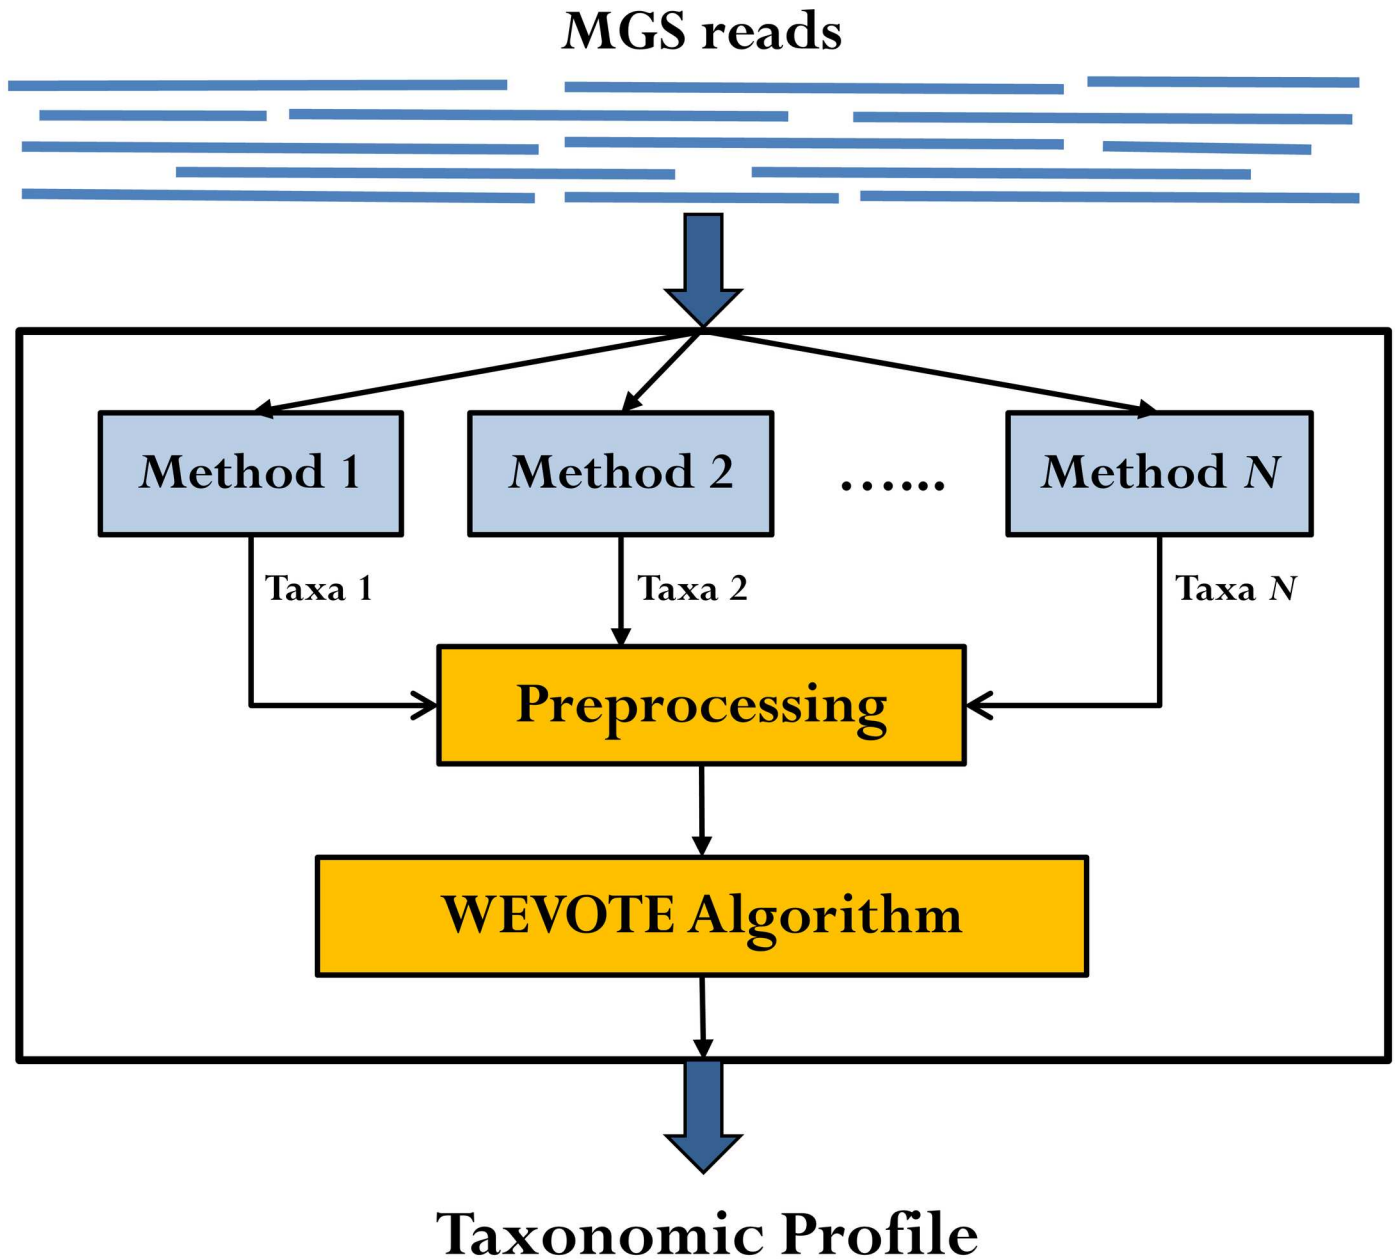 MGS reads
Method 1
Method 2
…...
Method N
Taxa 1
Taxa 2
Taxa N
Preprocessing
WEVOTE Algorithm
Taxonomic Profile